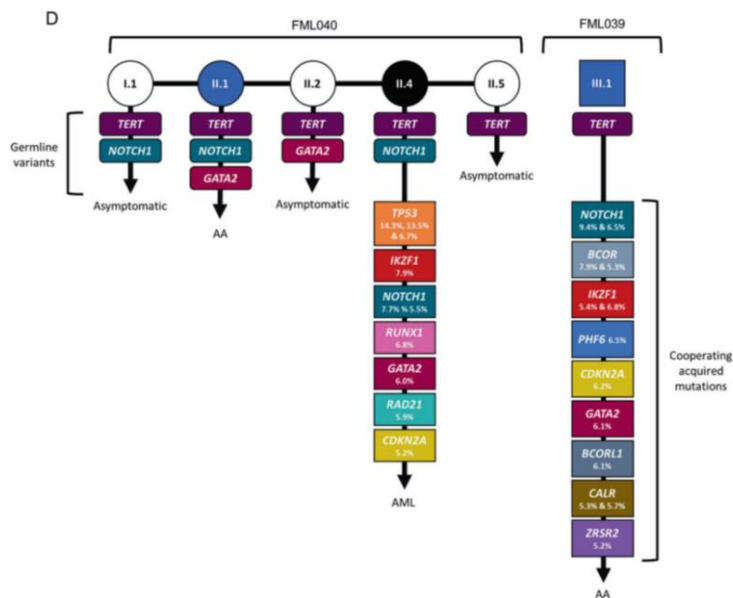 D
FML040
FML039
I.1
II.1
II.2
II.4
II.5
III.1
Germline
variants
TERT
NOTCH1
Asymptomatic
TERT
NOTCH1
GATA2
AA
TERT
GATA2
Asymptomatic
TERT
NOTCH1
TP53
14.3%, 13.5%
& 6.7%
IKZF1
7.9%
NOTCH1
7.7% % 5.5%
RUNX1
6.8%
GATA2
6.0%
RAD21
5.9%
CDKN2A
5.2%
AML
TERT
Asymptomatic
TERT
NOTCH1
9.4% & 6.5%
BCOR
7.9% & 5.3%
IKZF1
5.4% & 6.8%
PHF6 6.5%
CDKN2A
6.2%
GATA2
6.1%
BCORL1
6.1%
CALR
5.3% & 5.7%
ZRSR2
5.2%
AA
Cooperating
acquired
mutations